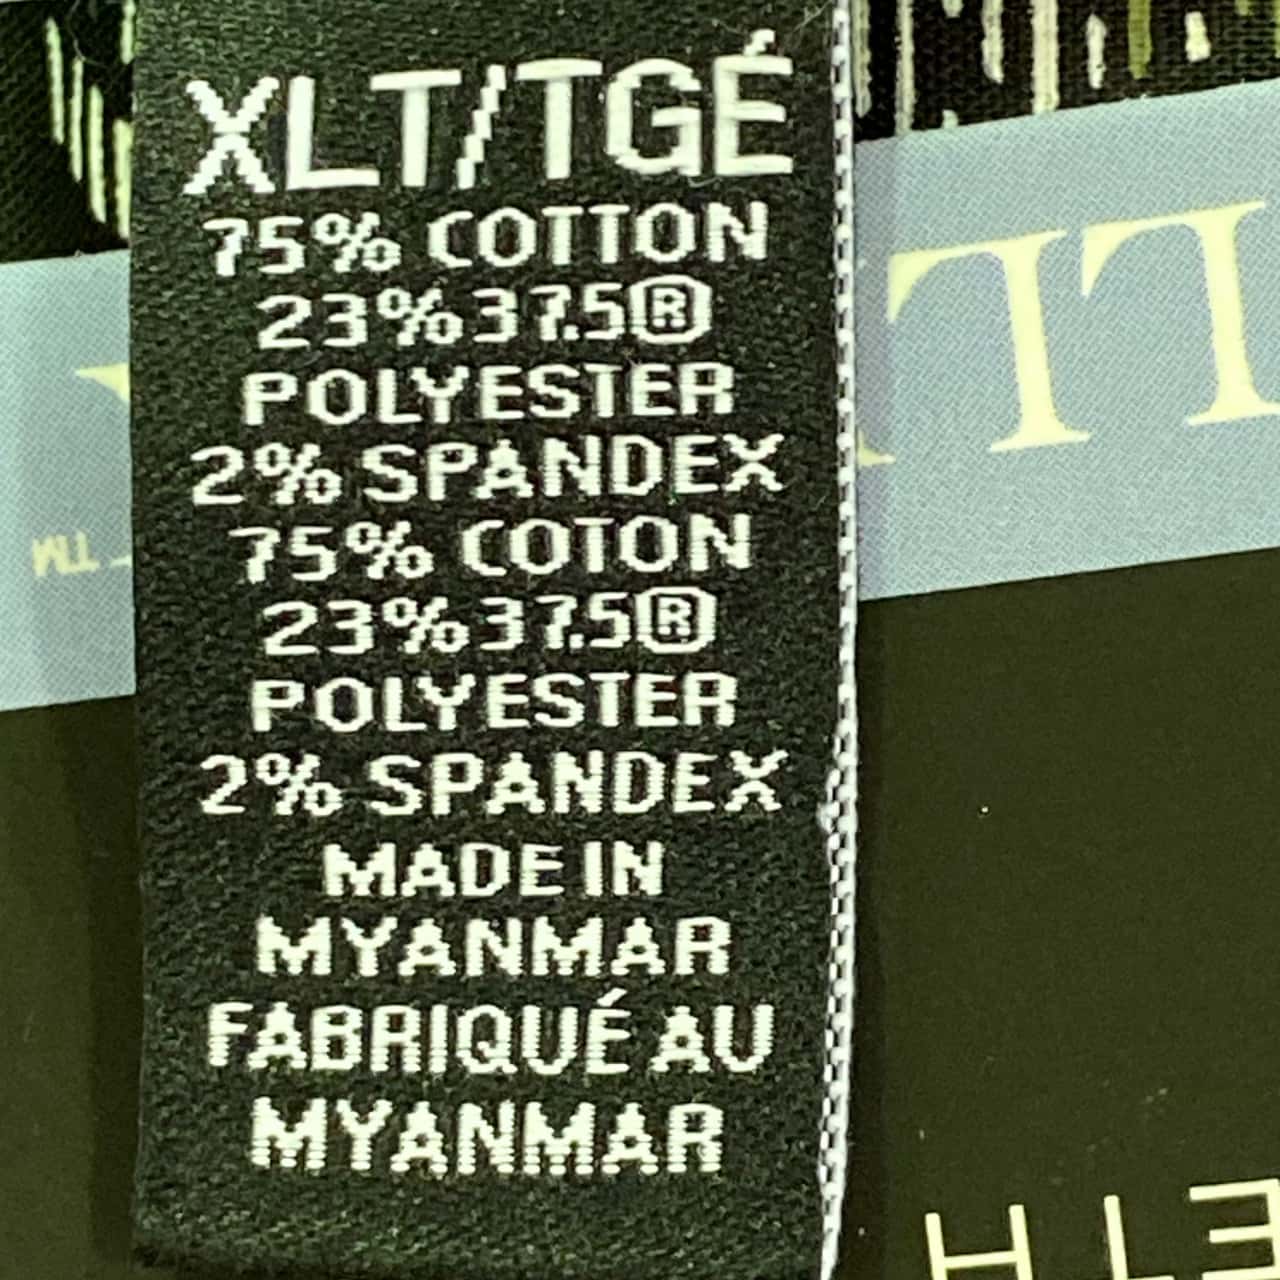 XLT/TGÉ
75% COTTON
23%37.5®
POLYESTER
2% SPANDEX
75% COTON
23%37.5®
POLYESTER
2% SPANDEX
MADE IN
MYANMAR
FABRIQUÉ AU
MYANMAR
TM